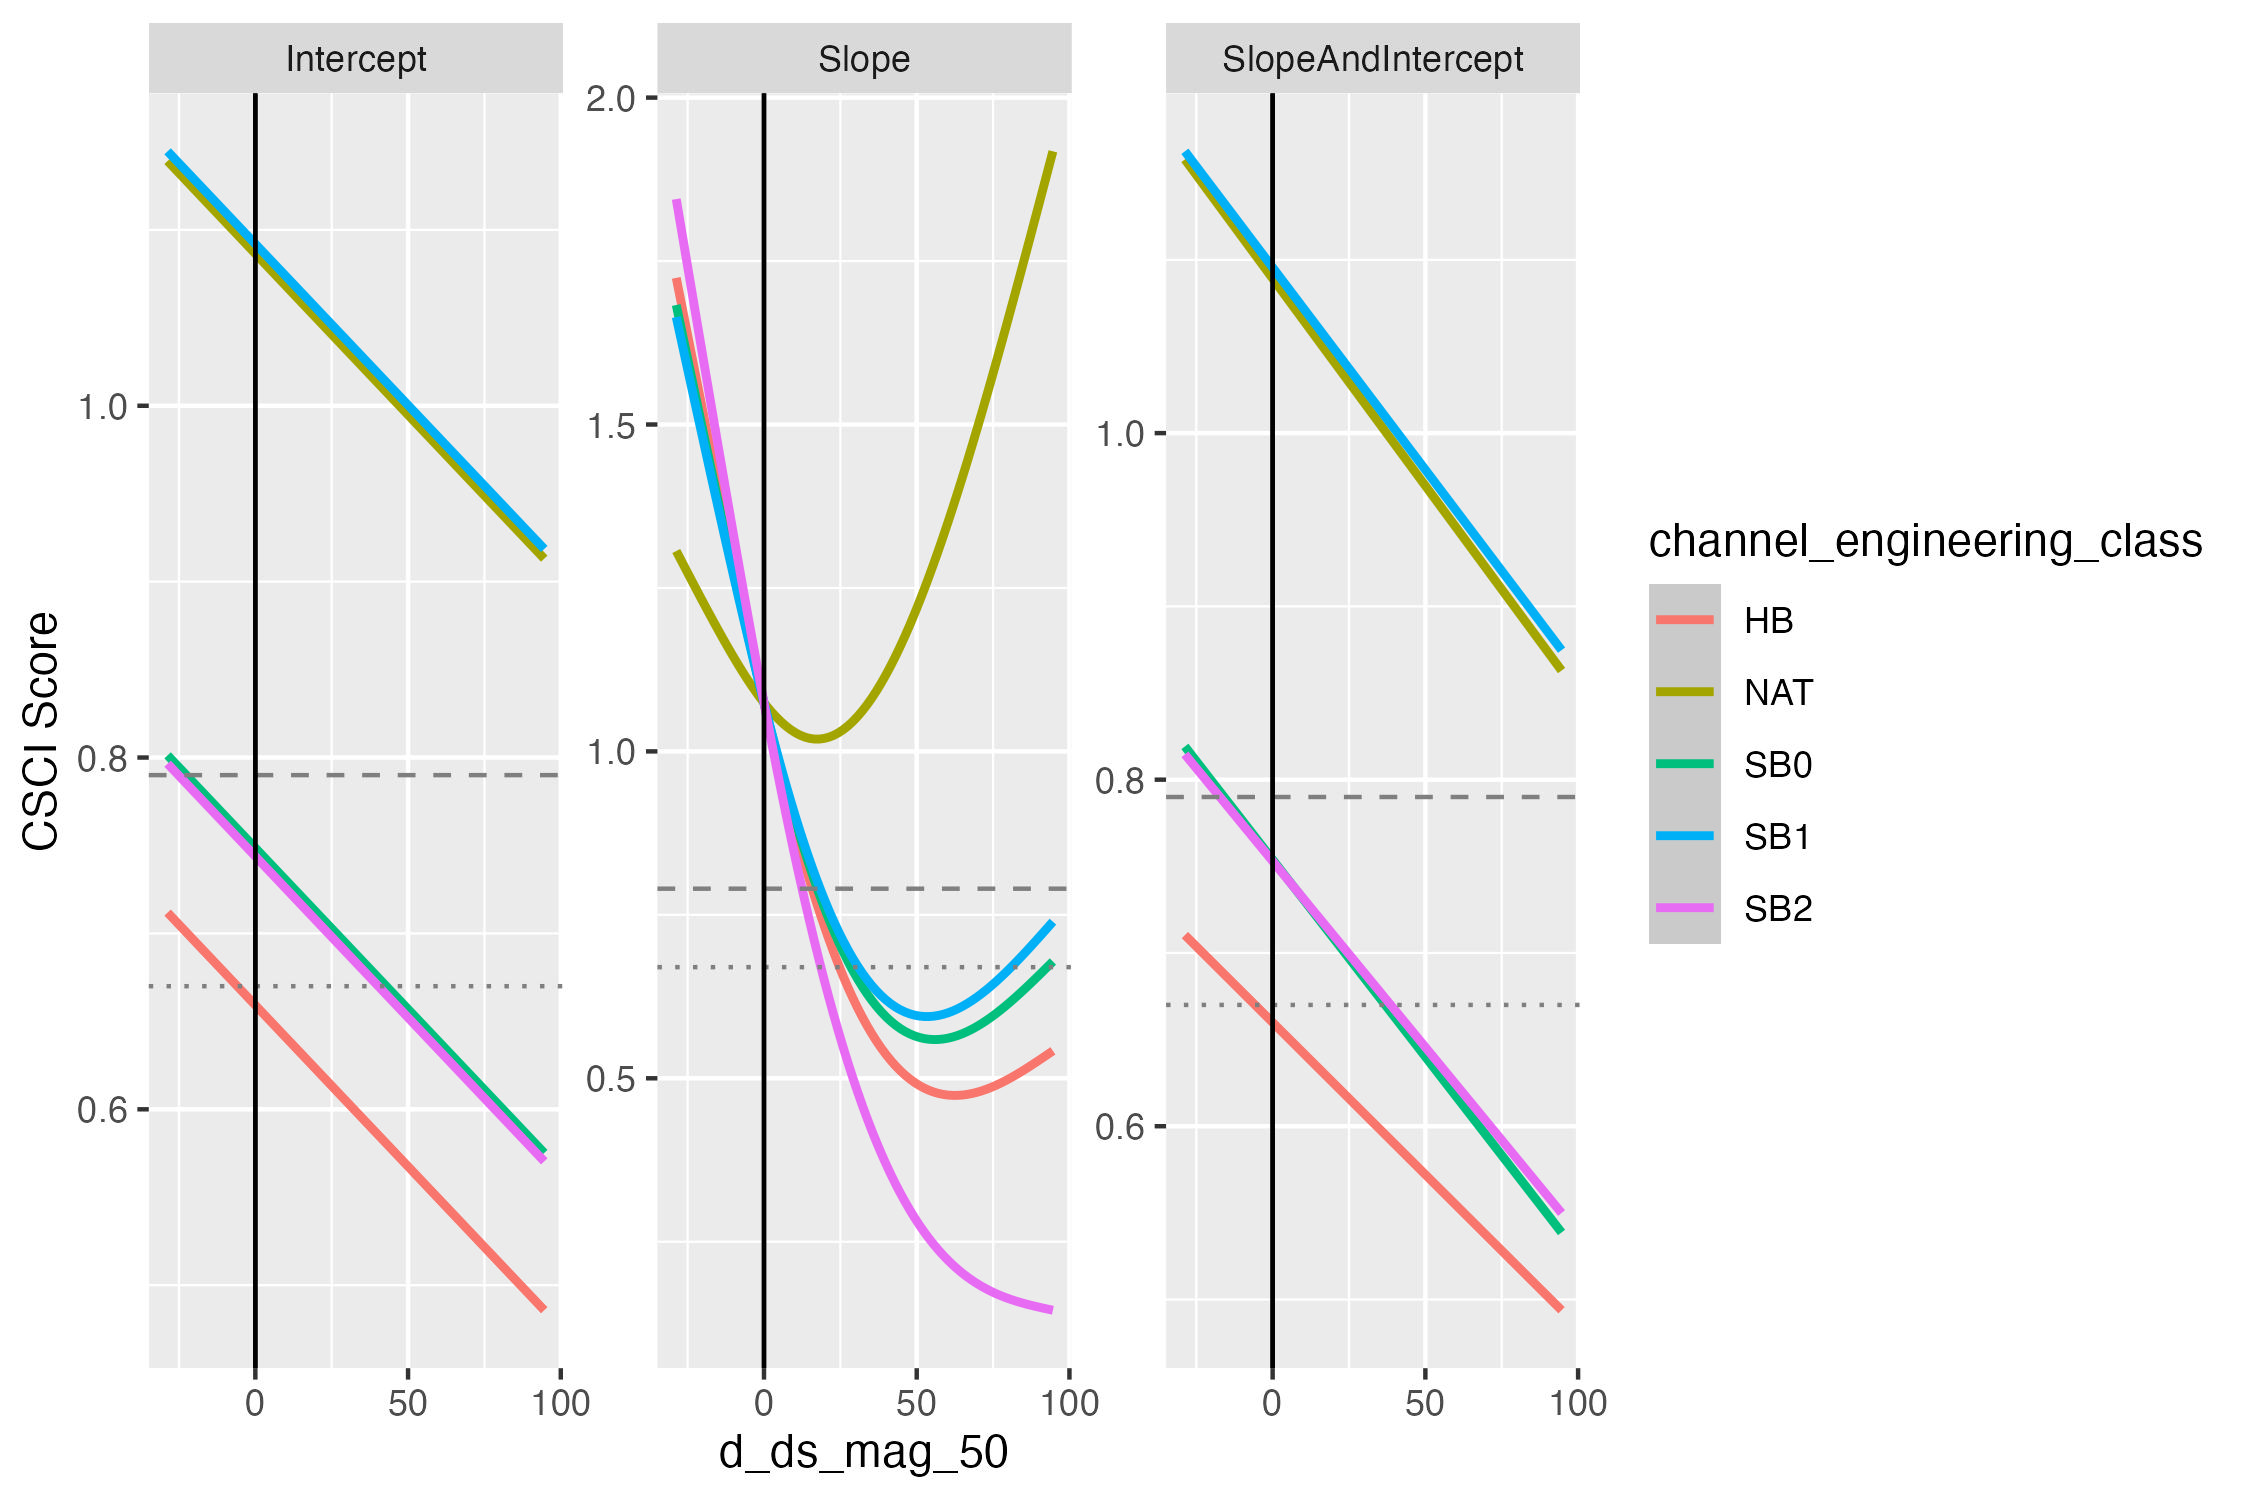 Intercept
Slope
SlopeAndIntercept
CSCI Score
1.0
0.8
0.6
2.0
1.5
1.0
0.5
1.0
0.8
0.6
0 50 100
0 50 100
0 50 100
d_ds_mag_50
channel_engineering_class
HB
NAT
SB0
SB1
SB2